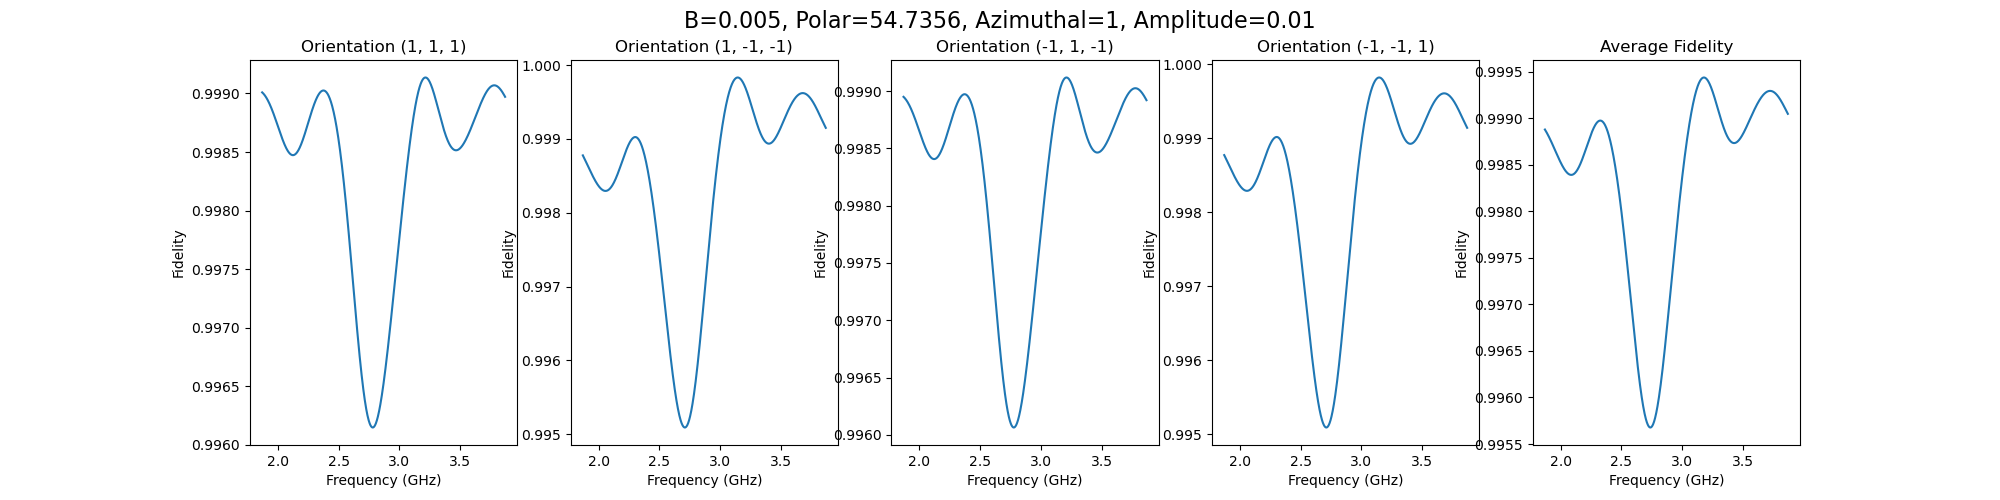 B=0.005, Polar=54.7356, Azimuthal=1, Amplitude=0.01
Orientation (1, 1, 1)
Fidelity
0.9990
0.9985
0.9980
0.9975
0.9970
0.9965
0.9960
2.0 2.5 3.0 3.5
Frequency (GHz)
Orientation (1, -1, -1)
Fidelity
1.000
0.999
0.998
0.997
0.996
0.995
2.0 2.5 3.0 3.5
Frequency (GHz)
Orientation (-1, 1, -1)
Fidelity
0.9990
0.9985
0.9980
0.9975
0.9970
0.9965
0.9960
2.0 2.5 3.0 3.5
Frequency (GHz)
Orientation (-1, -1, 1)
Fidelity
1.000
0.999
0.998
0.997
0.996
0.995
2.0 2.5 3.0 3.5
Frequency (GHz)
Average Fidelity
Fidelity
0.9995
0.9990
0.9985
0.9980
0.9975
0.9970
0.9965
0.9960
0.9955
2.0 2.5 3.0 3.5
Frequency (GHz)